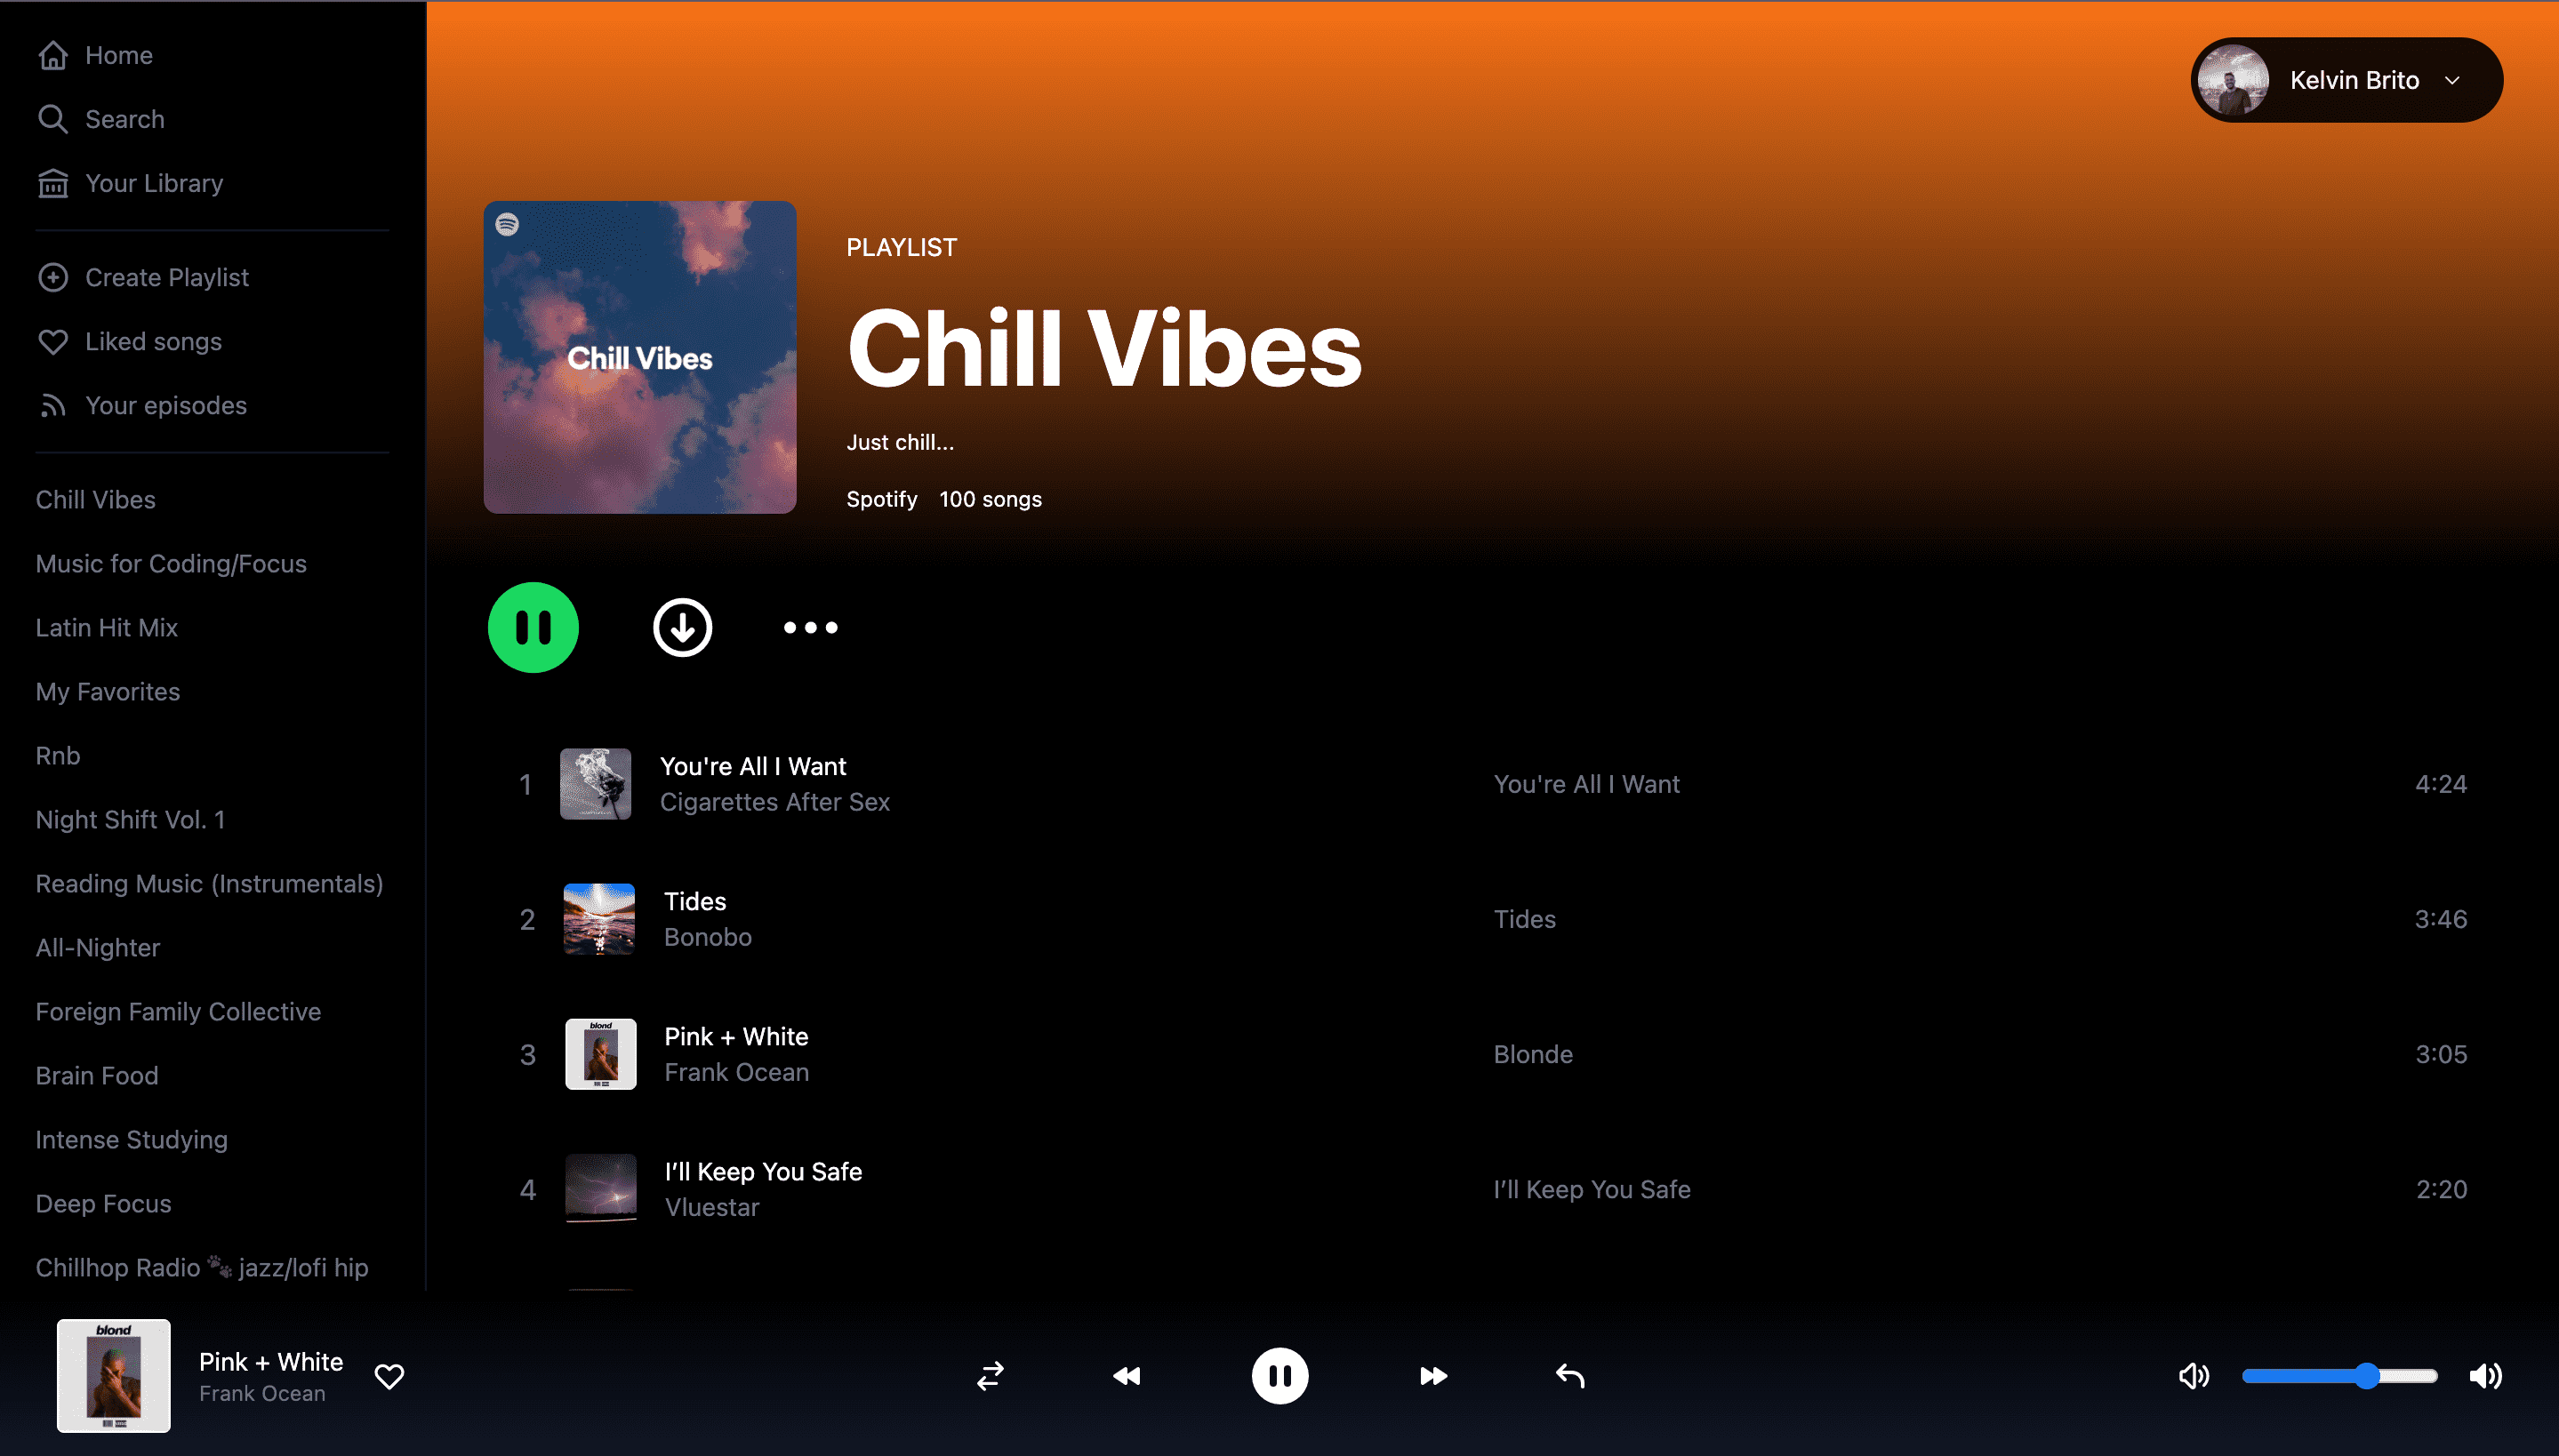 Home
Search
Your Library
Create Playlist
Liked songs
Your episodes
Chill Vibes
Music for Coding/Focus
Latin Hit Mix
My Favorites
Rnb
Night Shift Vol. 1
Reading Music (Instrumentals)
All-Nighter
Foreign Family Collective
Brain Food
Intense Studying
Deep Focus
Chillhop Radio 🐾 jazz/lofi hip
Kelvin Brito
Chill Vibes
PLAYLIST
Chill Vibes
Just chill...
Spotify 100 songs
1 You're All I Want You're All I Want 4:24
Cigarettes After Sex
2 Tides Tides 3:46
Bonobo
blond
3 Pink + White Blonde 3:05
Frank Ocean
4 I’ll Keep You Safe I’ll Keep You Safe 2:20
Vluestar
blond
Pink + White
Frank Ocean